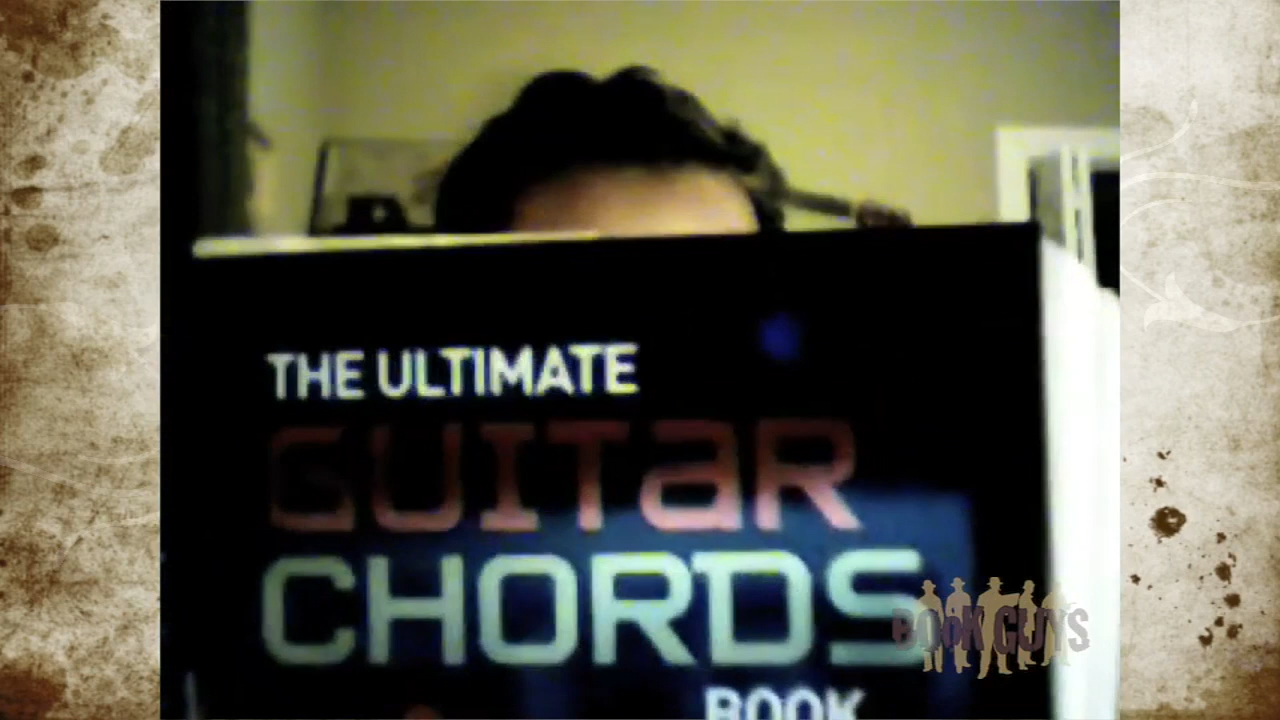 THE ULTIMATE
GUITaR
CHORDS
BOOK
BOOK GUYS